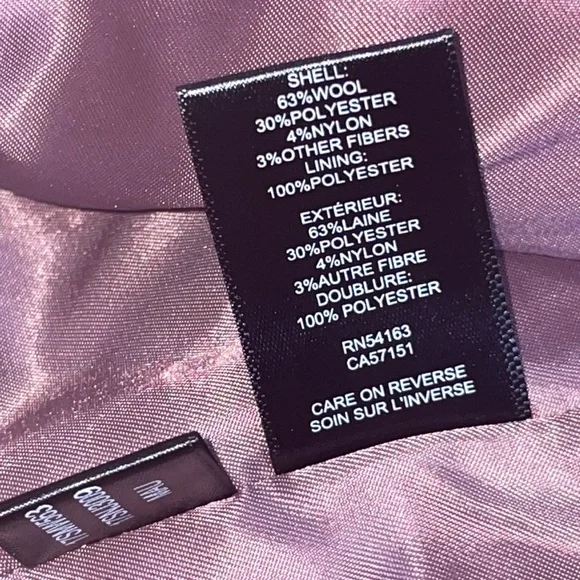 SHELL:
63%WOOL
30%POLYESTER
4%NYLON
3%OTHER FIBERS
LINING:
100%POLYESTER
EXTÉRIEUR:
63%LAINE
30%POLYESTER
4%NYLON
3%AUTRE FIBRE
DOUBLURE:
100% POLYESTER
RN54163
CA57151
CARE ON REVERSE
SOIN SUR L'INVERSE